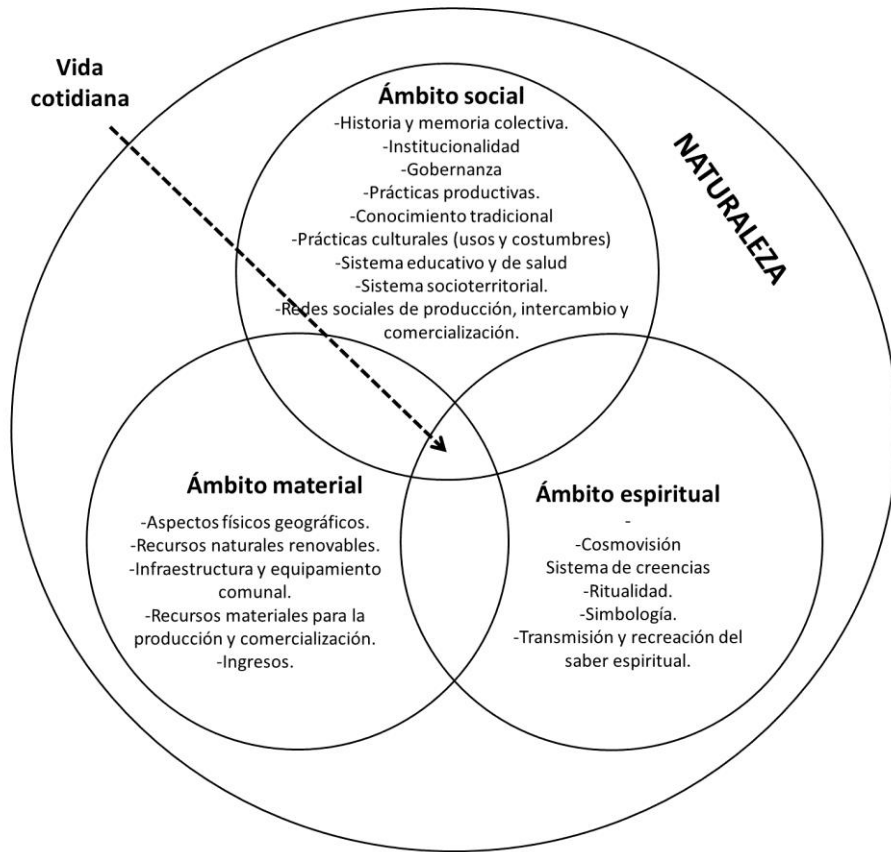 Vida
cotidiana
Ámbito social
-Historia y memoria colectiva.
-Institucionalidad
-Gobernanza
-Prácticas productivas.
-Conocimiento tradicional
-Prácticas culturales (usos y costumbres)
-Sistema educativo y de salud
-Sistema socioterritorial.
-Redes sociales de producción, intercambio y
comercialización.
NATURALEZA
Ámbito material
-Aspectos físicos geográficos.
-Recursos naturales renovables.
-Infraestructura y equipamiento
comunal.
-Recursos materiales para la
producción y comercialización.
-Ingresos.
Ámbito espiritual
-
-Cosmovisión
Sistema de creencias
-Ritualidad.
-Simbología.
-Transmisión y recreación del
saber espiritual.